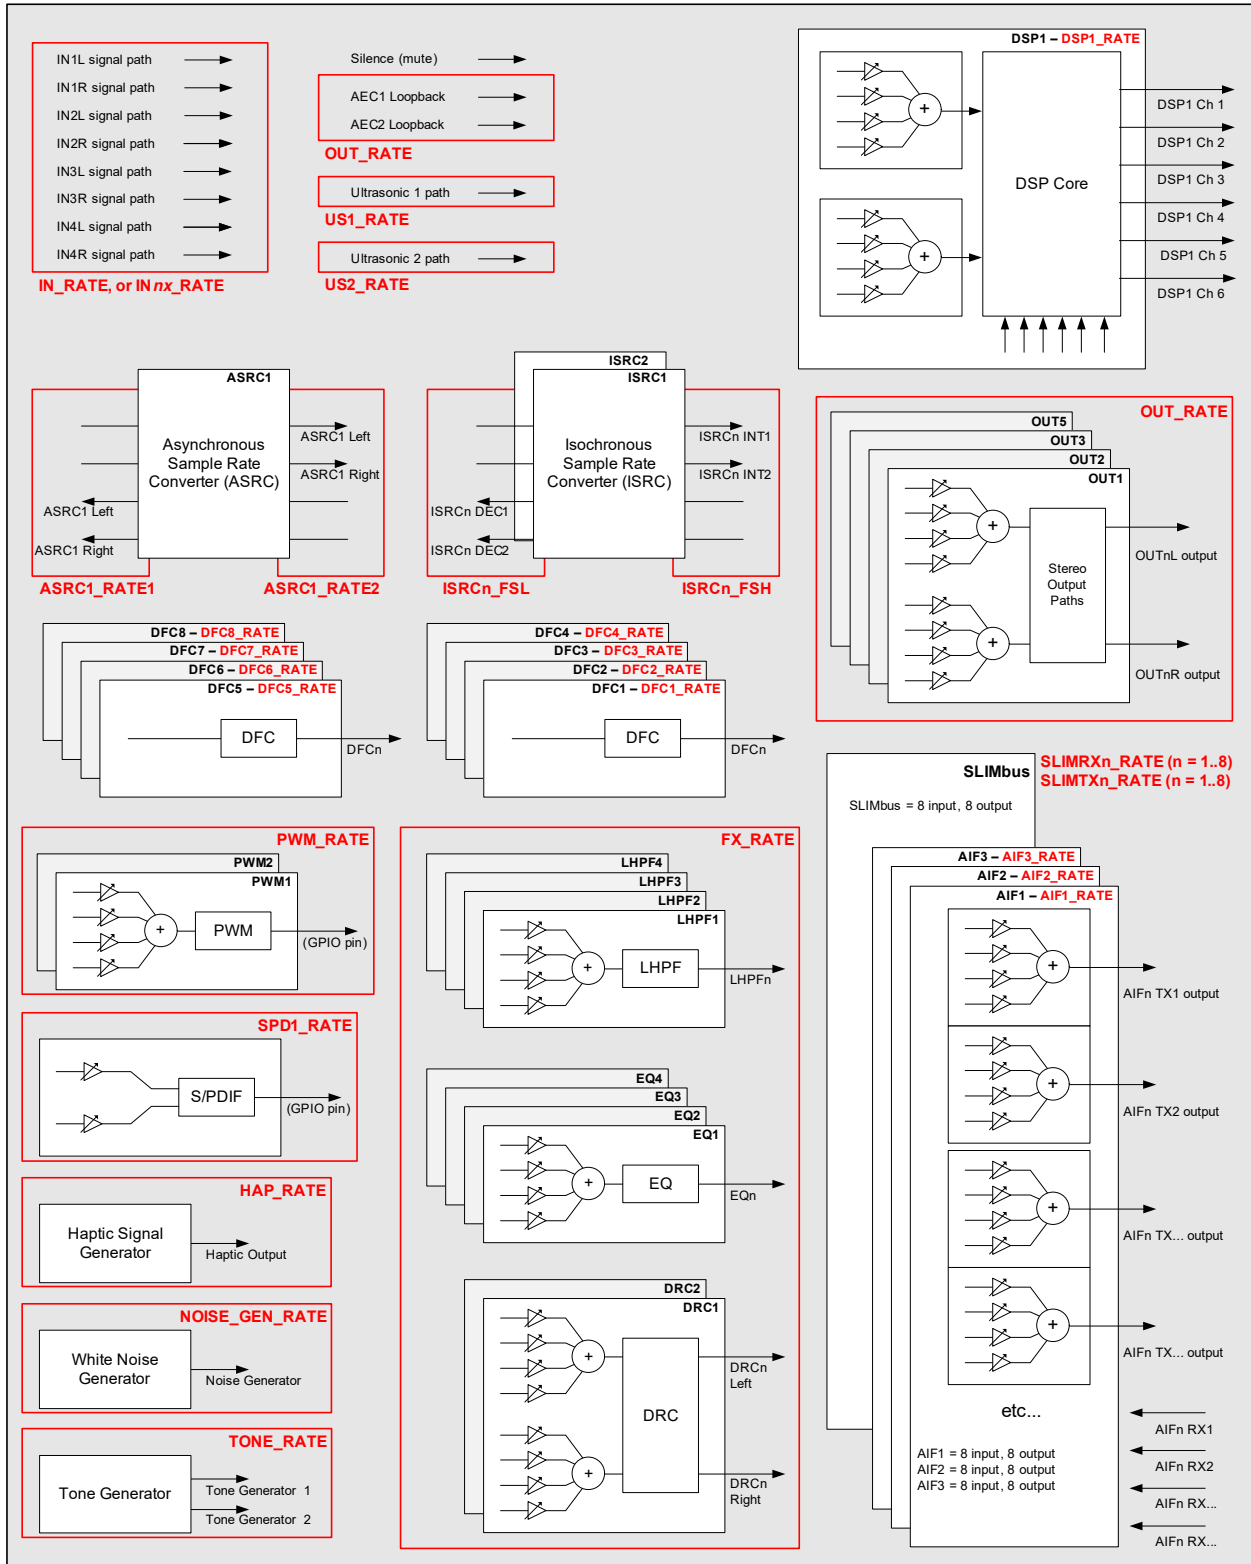 IN1L signal path
IN1R signal path
IN2L signal path
IN2R signal path
IN3L signal path
IN3R signal path
IN4L signal path
IN4R signal path
IN_RATE, or INnx_RATE
Silence (mute)
AEC1 Loopback
AEC2 Loopback
OUT_RATE
Ultrasonic 1 path
US1_RATE
Ultrasonic 2 path
US2_RATE
DSP1 – DSP1_RATE
+
+
DSP Core
DSP1 Ch 1
DSP1 Ch 2
DSP1 Ch 3
DSP1 Ch 4
DSP1 Ch 5
DSP1 Ch 6
ASRC1
Asynchronous
Sample Rate
Converter (ASRC)
ASRC1 Left
ASRC1 Right
ASRC1 Left
ASRC1 Right
ASRC1_RATE1
ASRC1_RATE2
ISRC2
ISRC1
Isochronous
Sample Rate
Converter (ISRC)
ISRCn INT1
ISRCn INT2
ISRCn DEC1
ISRCn DEC2
ISRCn_FSL
ISRCn_FSH
OUT_RATE
OUT5
OUT3
OUT2
OUT1
+
+
Stereo
Output
Paths
OUTnL output
OUTnR output
DFC8 – DFC8_RATE
DFC7 – DFC7_RATE
DFC6 – DFC6_RATE
DFC5 – DFC5_RATE
DFC
DFCn
DFC4 – DFC4_RATE
DFC3 – DFC3_RATE
DFC2 – DFC2_RATE
DFC1 – DFC1_RATE
DFC
DFCn
SLIMbus
SLIMRXn_RATE (n = 1..8)
SLIMTXn_RATE (n = 1..8)
SLIMbus = 8 input, 8 output
AIF3 – AIF3_RATE
AIF2 – AIF2_RATE
AIF1 – AIF1_RATE
+
AIFn TX1 output
+
AIFn TX2 output
+
AIFn TX... output
+
AIFn TX... output
etc...
AIF1 = 8 input, 8 output
AIF2 = 8 input, 8 output
AIF3 = 8 input, 8 output
AIFn RX1
AIFn RX2
AIFn RX...
AIFn RX...
PWM_RATE
PWM2
PWM1
+
PWM
(GPIO pin)
SPD1_RATE
S/PDIF
(GPIO pin)
HAP_RATE
Haptic Signal
Generator
Haptic Output
NOISE_GEN_RATE
White Noise
Generator
Noise Generator
TONE_RATE
Tone Generator
Tone Generator 1
Tone Generator 2
FX_RATE
LHPF4
LHPF3
LHPF2
LHPF1
+
LHPF
LHPFn
EQ4
EQ3
EQ2
EQ1
+
EQ
EQn
DRC2
DRC1
+
+
DRC
DRCn
Left
DRCn
Right